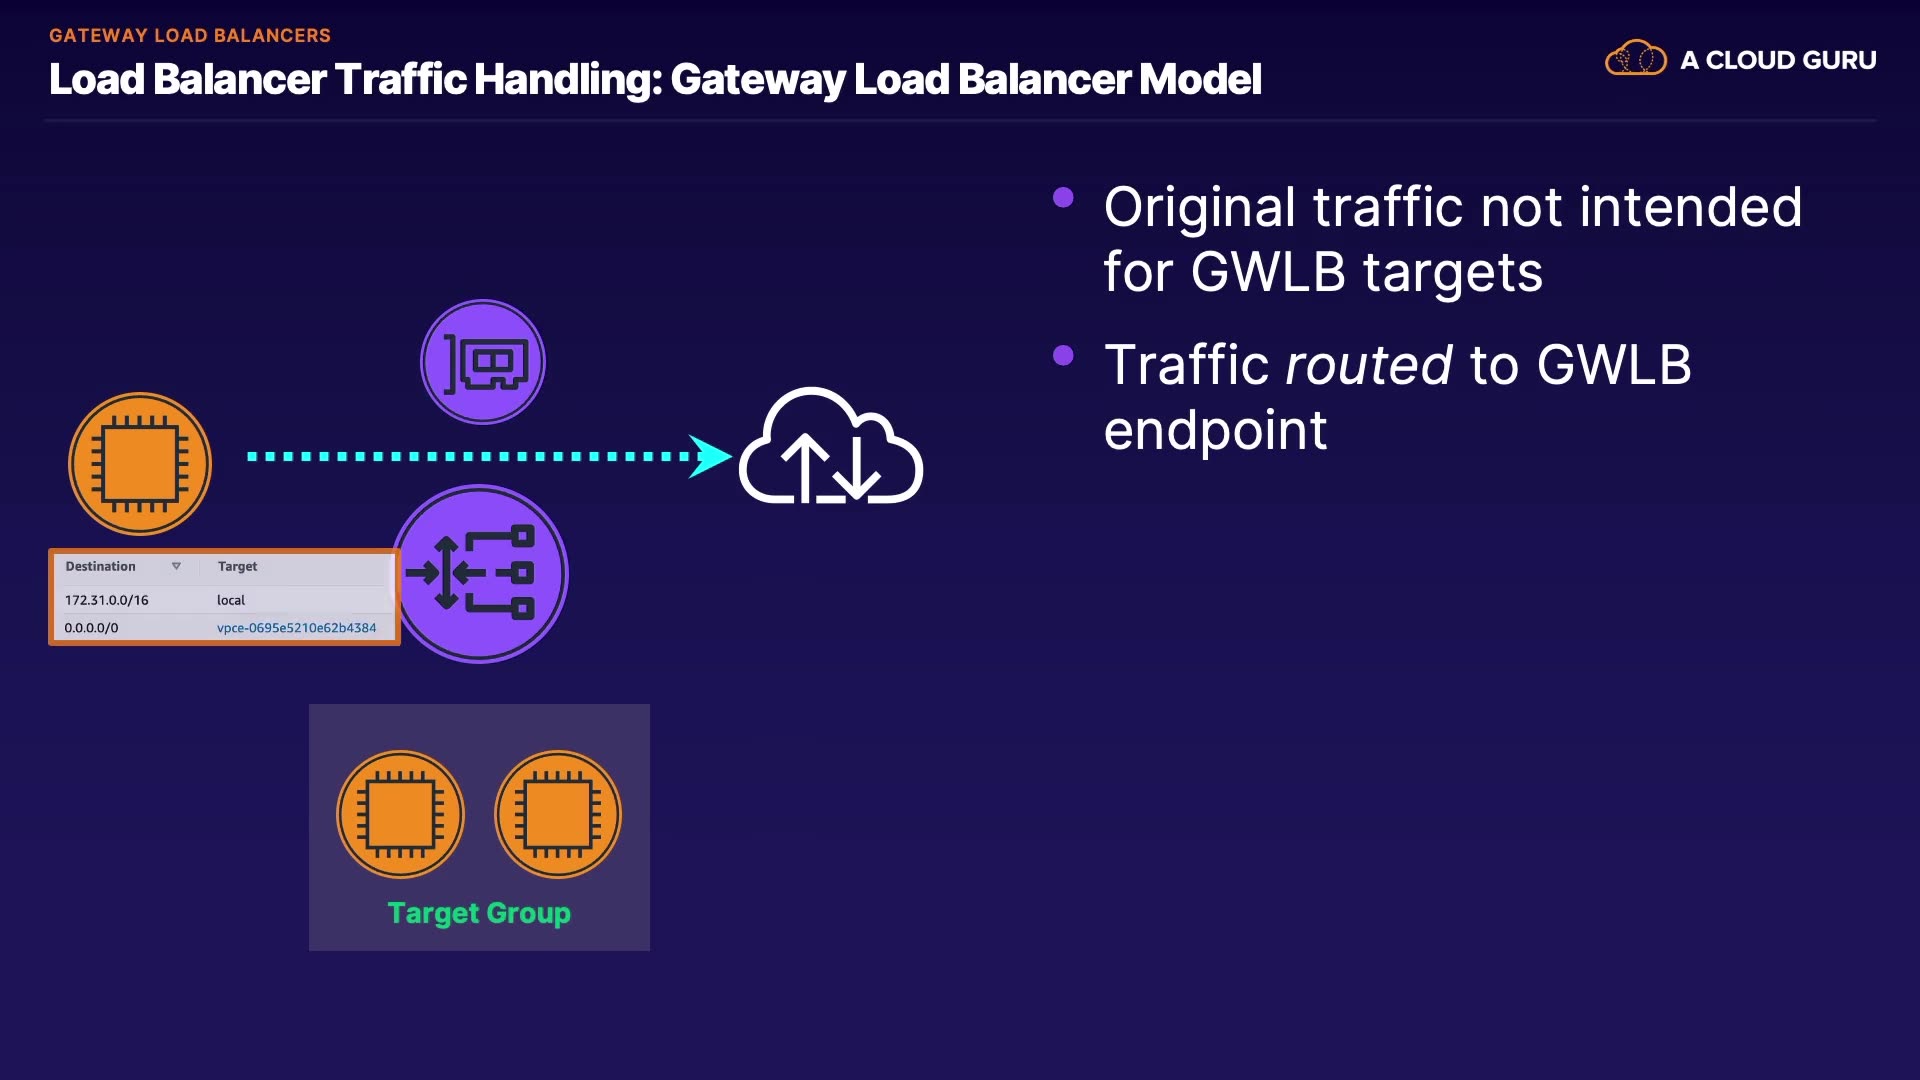 GATEWAY LOAD BALANCERS
Load Balancer Traffic Handling: Gateway Load Balancer Model
A CLOUD GURU
Original traffic not intended
for GWLB targets
Traffic routed to GWLB
endpoint
Destination Target
172.31.0.0/16 local
0.0.0.0/0 vpce-0695e5210e62b4384
Target Group